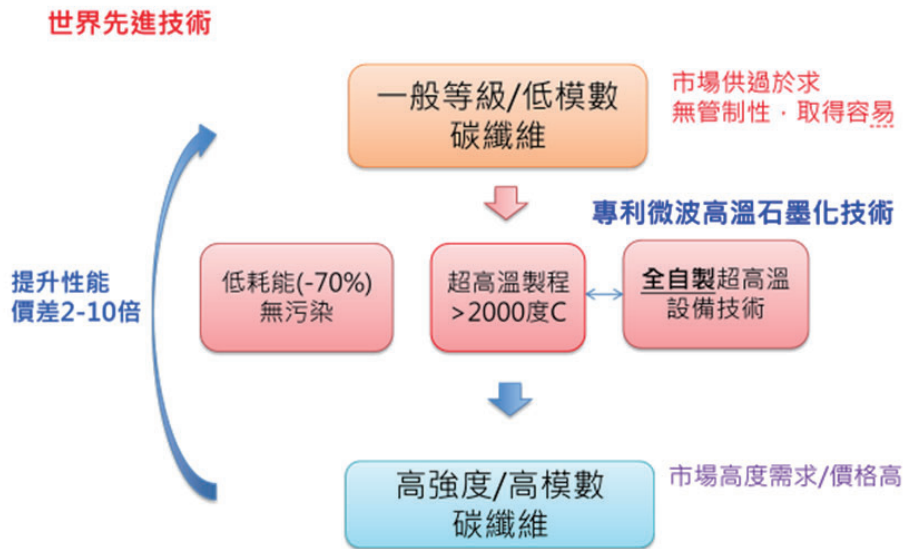 世界先進技術
一般等級/低模數
碳纖維
市場供過於求
無管制性，取得容易
專利微波高溫石墨化技術
提升性能
價差2-10倍
低耗能(-70%)
無污染
超高溫製程
>2000度C
全自製超高溫
設備技術
高強度/高模數
碳纖維
市場高度需求/價格高